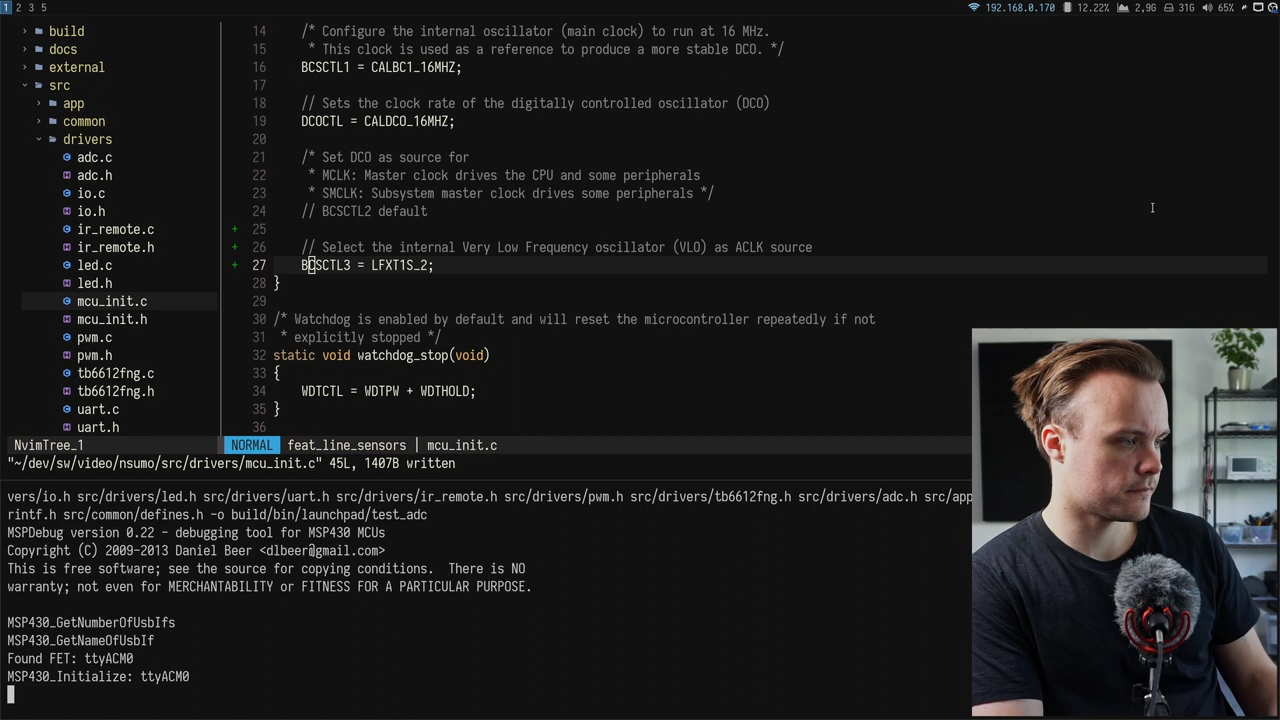 1 2 3 5
192.168.0.170 12.22% 2,9G 31G 65%
build
docs
external
src
app
common
drivers
adc.c
adc.h
io.c
io.h
ir_remote.c
ir_remote.h
led.c
led.h
mcu_init.c
mcu_init.h
pwm.c
pwm.h
tb6612fng.c
tb6612fng.h
uart.c
uart.h
14 /* Configure the internal oscillator (main clock) to run at 16 MHz.
15 * This clock is used as a reference to produce a more stable DCO. */
16 BCSCTL1 = CALBC1_16MHZ;
17
18 // Sets the clock rate of the digitally controlled oscillator (DCO)
19 DCOCTL = CALDCO_16MHZ;
20
21 /* Set DCO as source for
22 * MCLK: Master clock drives the CPU and some peripherals
23 * SMCLK: Subsystem master clock drives some peripherals */
24 // BCSCTL2 default
+ 25
+ 26 // Select the internal Very Low Frequency oscillator (VLO) as ACLK source
+ 27 BCSCTL3 = LFXT1S_2;
28 }
29
30 /* Watchdog is enabled by default and will reset the microcontroller repeatedly if not
31 * explicitly stopped */
32 static void watchdog_stop(void)
33 {
34 WDTCTL = WDTPW + WDTHOLD;
35 }
36
NvimTree_1 NORMAL feat_line_sensors | mcu_init.c
"~/dev/sw/video/nsumo/src/drivers/mcu_init.c" 45L, 1407B written
vers/io.h src/drivers/led.h src/drivers/uart.h src/drivers/ir_remote.h src/drivers/pwm.h src/drivers/tb6612fng.h src/drivers/adc.h src/app
rintf.h src/common/defines.h -o build/bin/launchpad/test_adc
MSPDebug version 0.22 - debugging tool for MSP430 MCUs
Copyright (C) 2009-2013 Daniel Beer <dlbeer@gmail.com>
This is free software; see the source for copying conditions. There is NO
warranty; not even for MERCHANTABILITY or FITNESS FOR A PARTICULAR PURPOSE.
MSP430_GetNumberOfUsbIfs
MSP430_GetNameOfUsbIf
Found FET: ttyACM0
MSP430_Initialize: ttyACM0